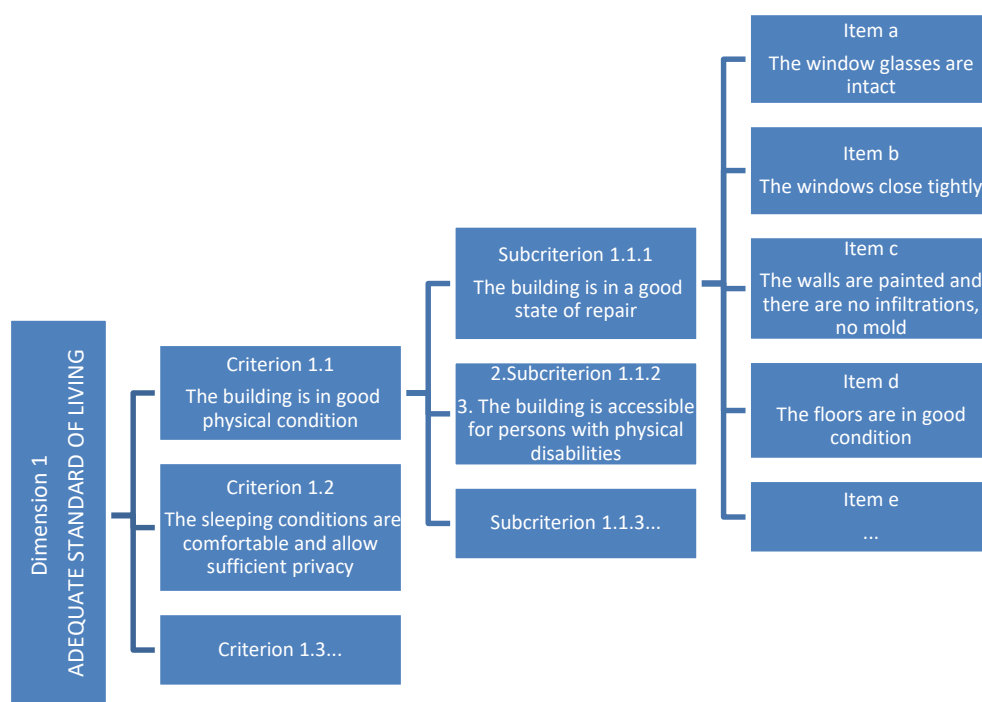 Dimension 1
ADEQUATE STANDARD OF LIVING
Criterion 1.1
The building is in good
physical condition
Criterion 1.2
The sleeping conditions are
comfortable and allow
sufficient privacy
Criterion 1.3...
Subcriterion 1.1.1
The building is in a good
state of repair
2.Subcriterion 1.1.2
3. The building is accessible
for persons with physical
disabilities
Subcriterion 1.1.3...
Item a
The window glasses are
intact
Item b
The windows close tightly
Item c
The walls are painted and
there are no infiltrations,
no mold
Item d
The floors are in good
condition
Item e
...